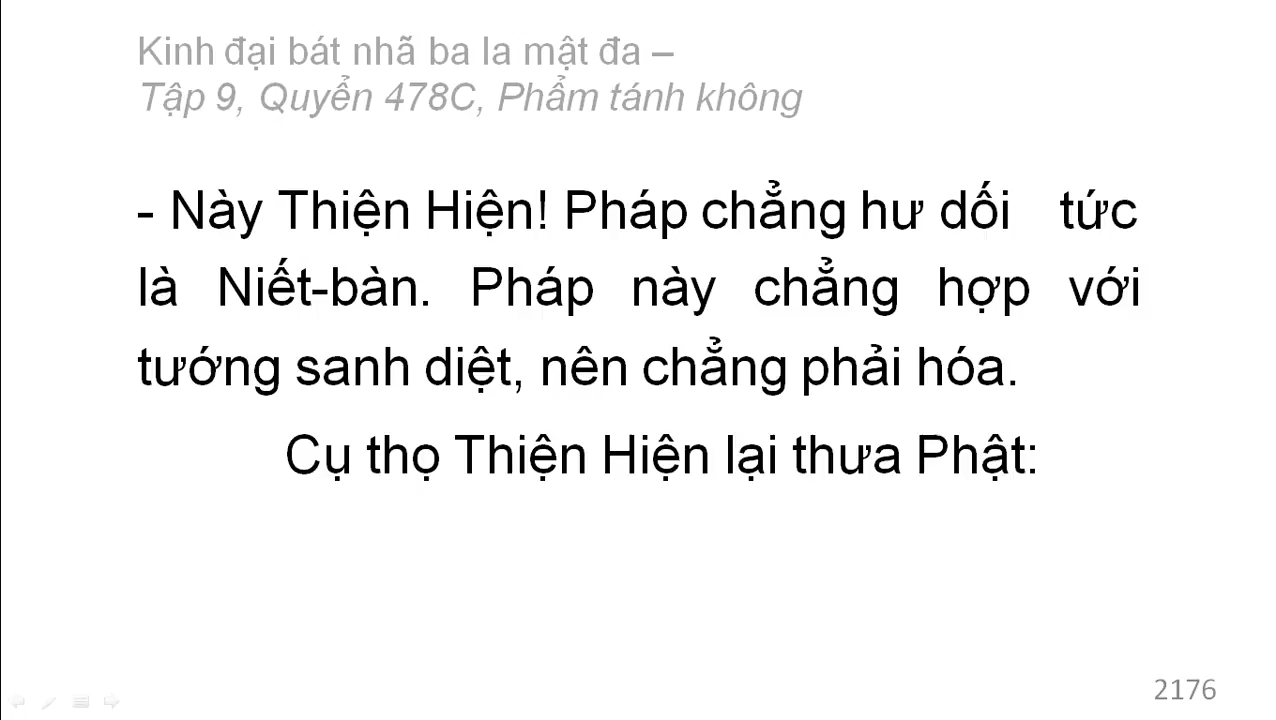 Kinh đại bát nhã ba la mật đa –
Tập 9, Quyển 478C, Phẩm tánh không
- Này Thiện Hiện! Pháp chẳng hư dối tức
là Niết-bàn. Pháp này chẳng hợp với
tướng sanh diệt, nên chẳng phải hóa.
Cụ thọ Thiện Hiện lại thưa Phật:
2176